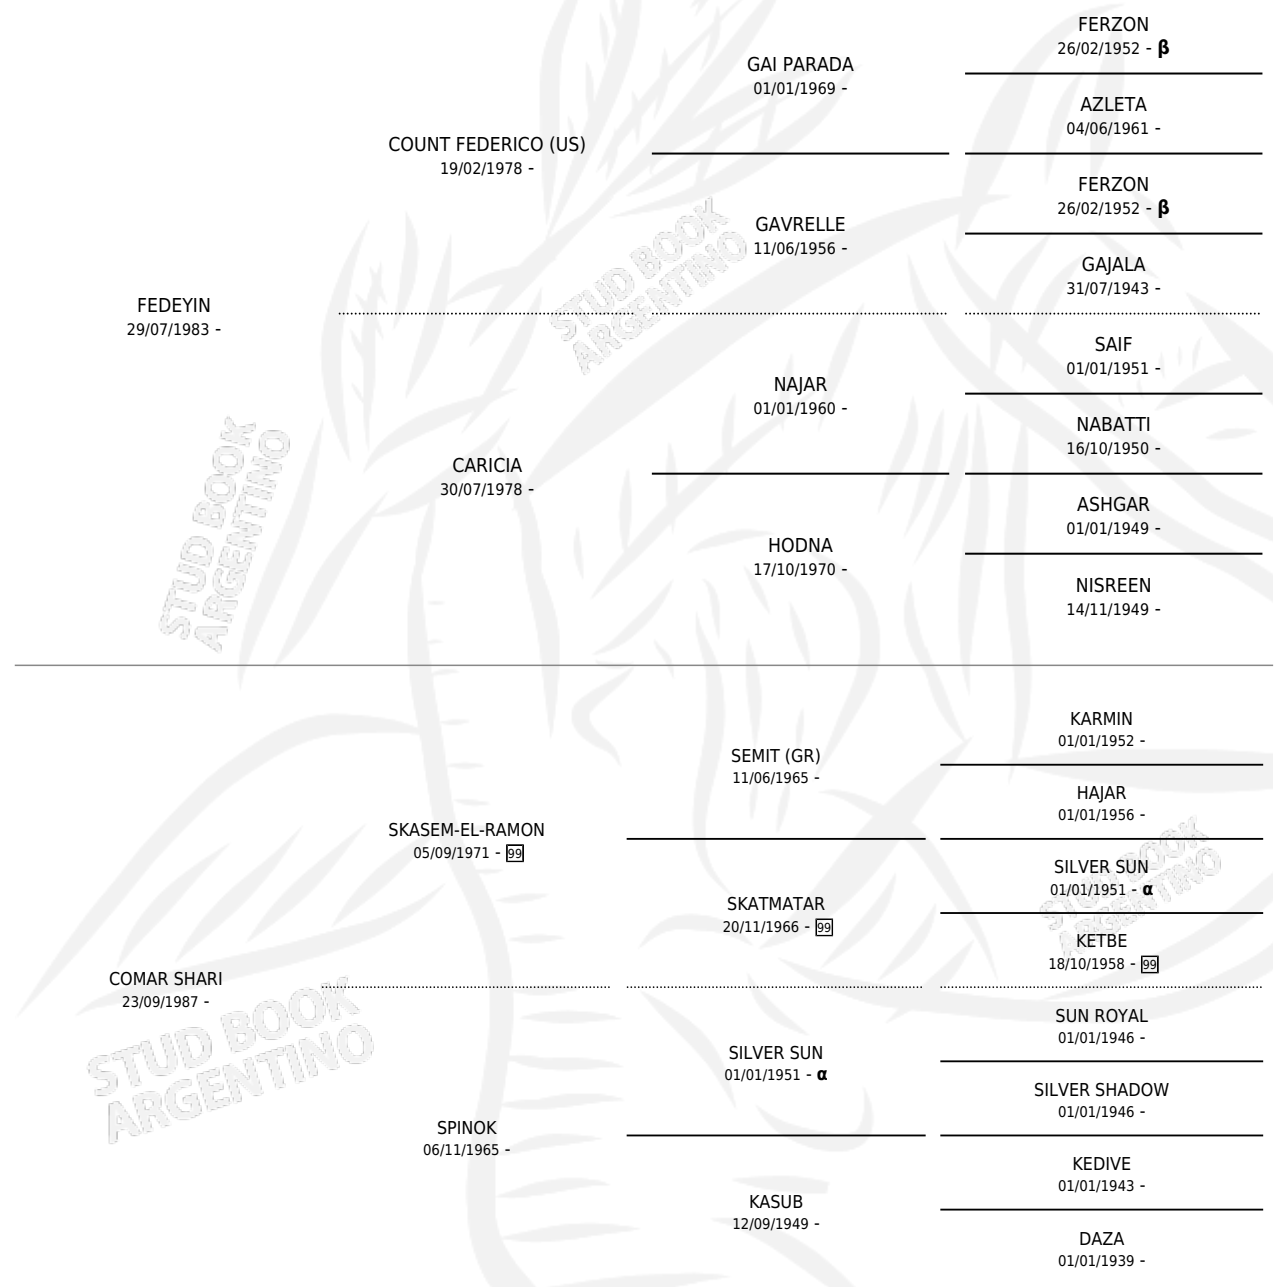 FERZON
26/02/1952 - β
GAI PARADA
01/01/1969 -
AZLETA
04/06/1961 -
COUNT FEDERICO (US)
19/02/1978 -
FERZON
26/02/1952 - β
GAVRELLE
11/06/1956 -
GAJALA
31/07/1943 -
FEDEYIN
29/07/1983 -
SAIF
01/01/1951 -
NAJAR
01/01/1960 -
NABATTI
16/10/1950 -
CARICIA
30/07/1978 -
ASHGAR
01/01/1949 -
HODNA
17/10/1970 -
NISREEN
14/11/1949 -
KARMIN
01/01/1952 -
SEMIT (GR)
11/06/1965 -
HAJAR
01/01/1956 -
SKASEM-EL-RAMON
05/09/1971 - 99
SILVER SUN
01/01/1951 - α
SKATMATAR
20/11/1966 - 99
KETBE
18/10/1958 - 99
COMAR SHARI
23/09/1987 -
SUN ROYAL
01/01/1946 -
SILVER SUN
01/01/1951 - α
SILVER SHADOW
01/01/1946 -
SPINOK
06/11/1965 -
KEDIVE
01/01/1943 -
KASUB
12/09/1949 -
DAZA
01/01/1939 -
STUD BOOK
ARGENTINO
STUD BOOK
ARGENTINO
STUD BOOK
ARGENTINO
STUD BOOK
ARGENTINO